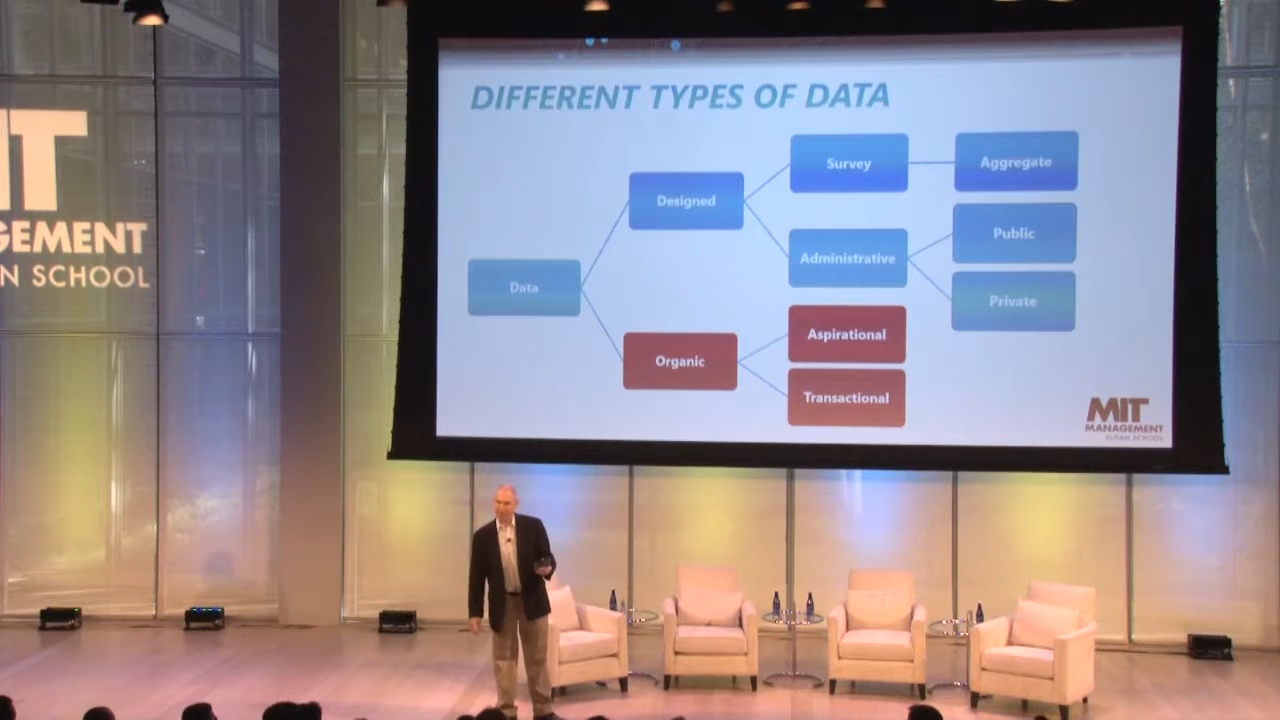 DIFFERENT TYPES OF DATA
Survey
Aggregate
Designed
Public
Administrative
Data
Private
Aspirational
Organic
Transactional
MIT
MANAGEMENT
SLOAN SCHOOL
IT
GEMENT
N SCHOOL